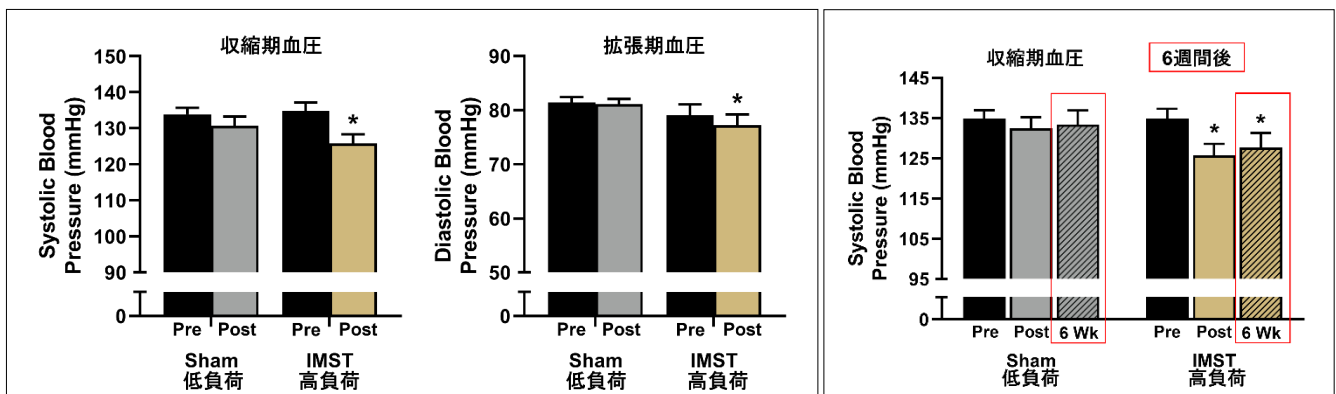 収縮期血圧
Systolic Blood
Pressure (mmHg)
150
140
130
120
110
100
90
0
Pre
Post
Pre
Post
*
Sham
低負荷
IMST
高負荷
拡張期血圧
Diastolic Blood
Pressure (mmHg)
90
80
70
60
50
0
Pre
Post
Pre
Post
*
Sham
低負荷
IMST
高負荷
収縮期血圧
6週間後
Systolic Blood
Pressure (mmHg)
145
135
125
115
105
95
0
Pre
Post
6 Wk
Pre
Post
6 Wk
*
*
Sham
低負荷
IMST
高負荷